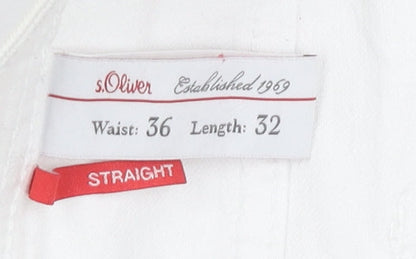 s.Oliver Established 1969
Waist: 36 Length: 32
STRAIGHT